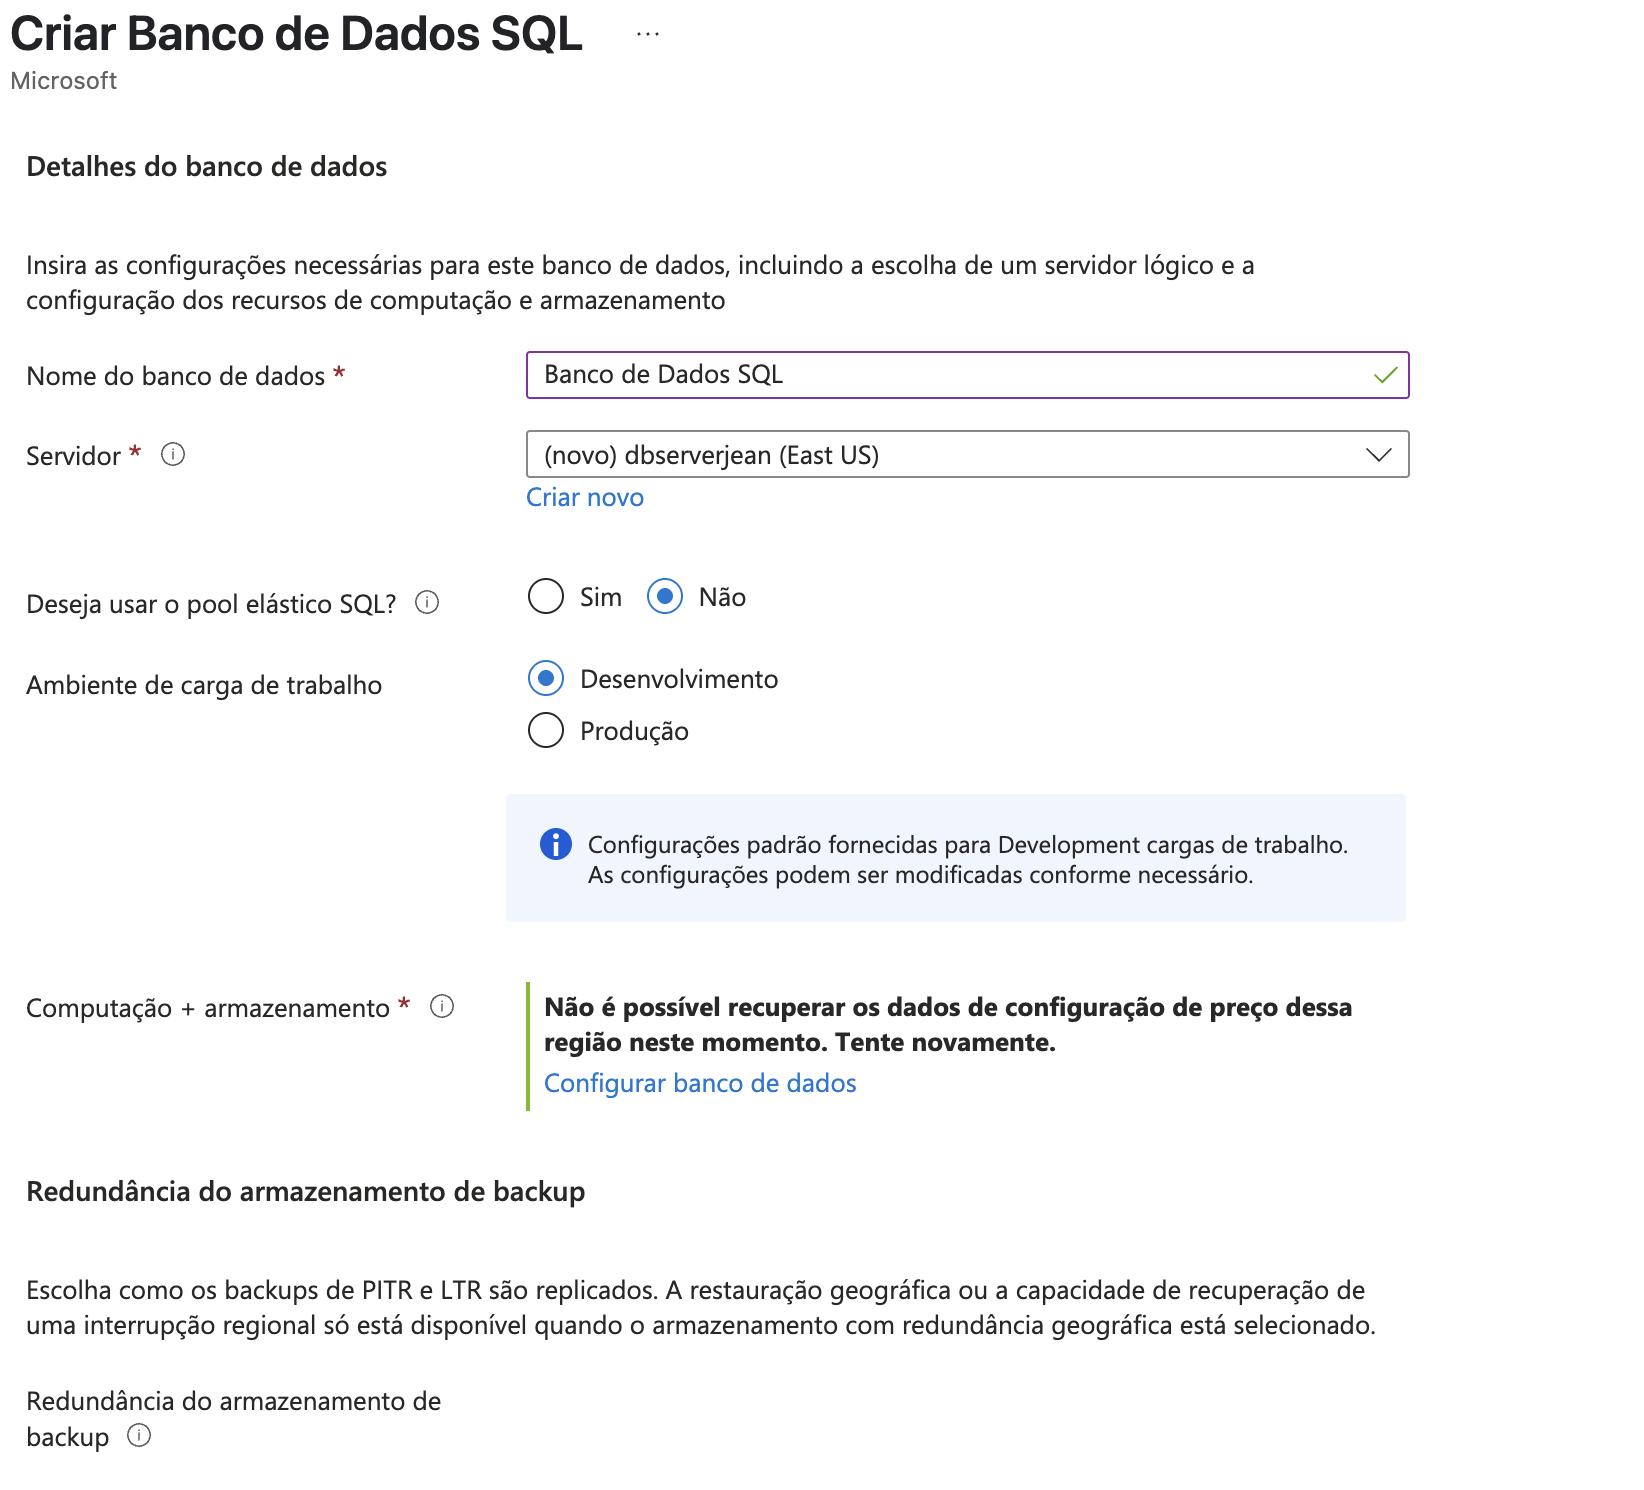 Criar Banco de Dados SQL ...
Microsoft
Detalhes do banco de dados
Insira as configurações necessárias para este banco de dados, incluindo a escolha de um servidor lógico e a
configuração dos recursos de computação e armazenamento
Nome do banco de dados *
Banco de Dados SQL
Servidor *
(novo) dbserverjean (East US)
Criar novo
Deseja usar o pool elástico SQL?
Sim Não
Ambiente de carga de trabalho
Desenvolvimento
Produção
Configurações padrão fornecidas para Development cargas de trabalho.
As configurações podem ser modificadas conforme necessário.
Computação + armazenamento *
Não é possível recuperar os dados de configuração de preço dessa
região neste momento. Tente novamente.
Configurar banco de dados
Redundância do armazenamento de backup
Escolha como os backups de PITR e LTR são replicados. A restauração geográfica ou a capacidade de recuperação de
uma interrupção regional só está disponível quando o armazenamento com redundância geográfica está selecionado.
Redundância do armazenamento de
backup